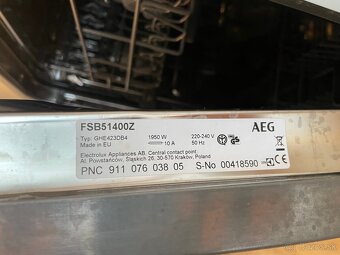 FSB51400Z
Typ: GHE423DB4 1950 W 220-240 V
Made in EU 10 A 50 Hz
AEG
Electrolux Appliances AB, Central contact point
Al. Powstańców, Śląskich 26, 30-570 Kraków, Poland
PNC 911 076 038 05 S-No 00418590